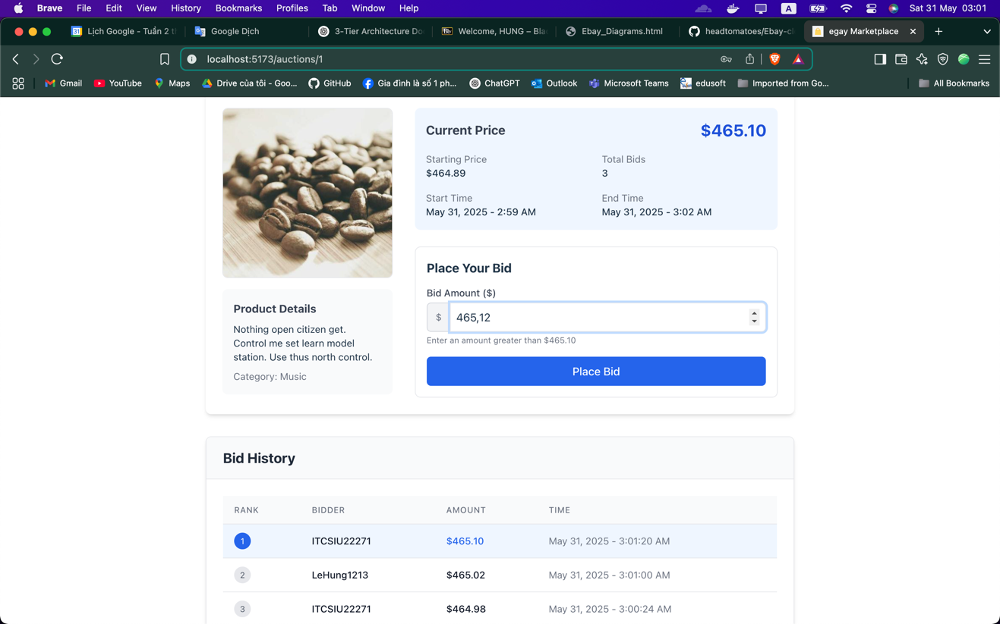 Brave File Edit View History Bookmarks Profiles Tab Window Help A Sat 31 May 03:01
31 Lịch Google - Tuần 2 t Google Dịch 3-Tier Architecture Do Welcome, HUNG – Bla Ebay_Diagrams.html headtomatoes/Ebay-cl egay Marketplace
localhost:5173/auctions/1
Gmail YouTube Maps Drive của tôi - Goo... GitHub Gia đình là số 1 ph... ChatGPT Outlook Microsoft Teams edusoft Imported from Go... All Bookmarks
Current Price $465.10
Starting Price Total Bids
$464.89 3
Start Time End Time
May 31, 2025 - 2:59 AM May 31, 2025 - 3:02 AM
Place Your Bid
Bid Amount ($)
$ 465,12
Enter an amount greater than $465.10
Place Bid
Product Details
Nothing open citizen get.
Control me set learn model
station. Use thus north control.
Category: Music
Bid History
RANK BIDDER AMOUNT TIME
1 ITCSIU22271 $465.10 May 31, 2025 - 3:01:20 AM
2 LeHung1213 $465.02 May 31, 2025 - 3:01:00 AM
3 ITCSIU22271 $464.98 May 31, 2025 - 3:00:24 AM